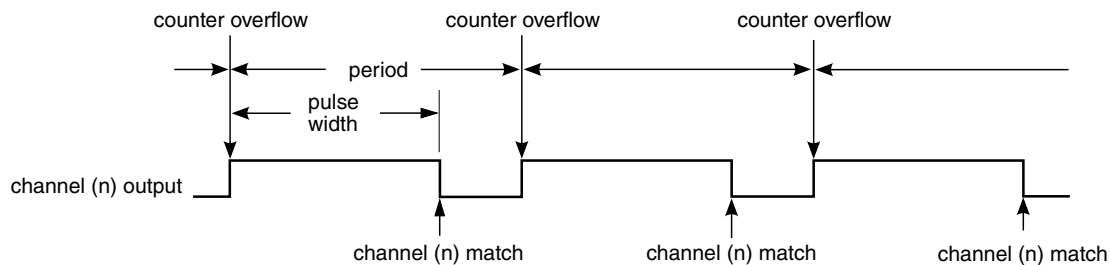 counter overflow counter overflow counter overflow
period
pulse
width
channel (n) output
channel (n) match channel (n) match channel (n) match